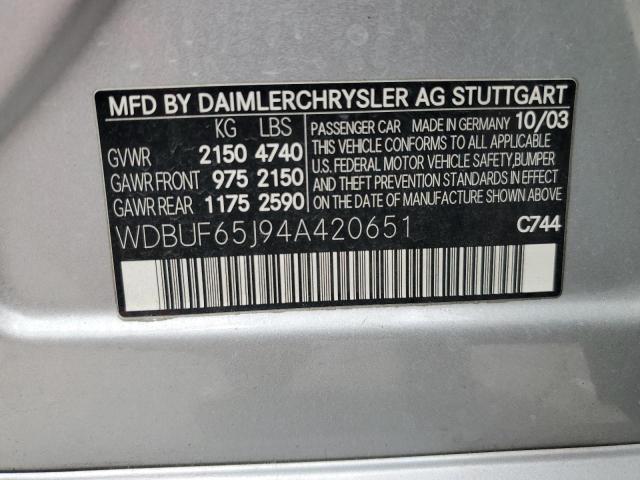 MFD BY DAIMLERCHRYSLER AG STUTTGART
KG LBS
GVWR 2150 4740
GAWR FRONT 975 2150
GAWR REAR 1175 2590
PASSENGER CAR MADE IN GERMANY 10/03
THIS VEHICLE CONFORMS TO ALL APPLICABLE
U.S. FEDERAL MOTOR VEHICLE SAFETY, BUMPER
AND THEFT PREVENTION STANDARDS IN EFFECT
ON THE DATE OF MANUFACTURE SHOWN ABOVE
WDBUF65J94A420651
C744